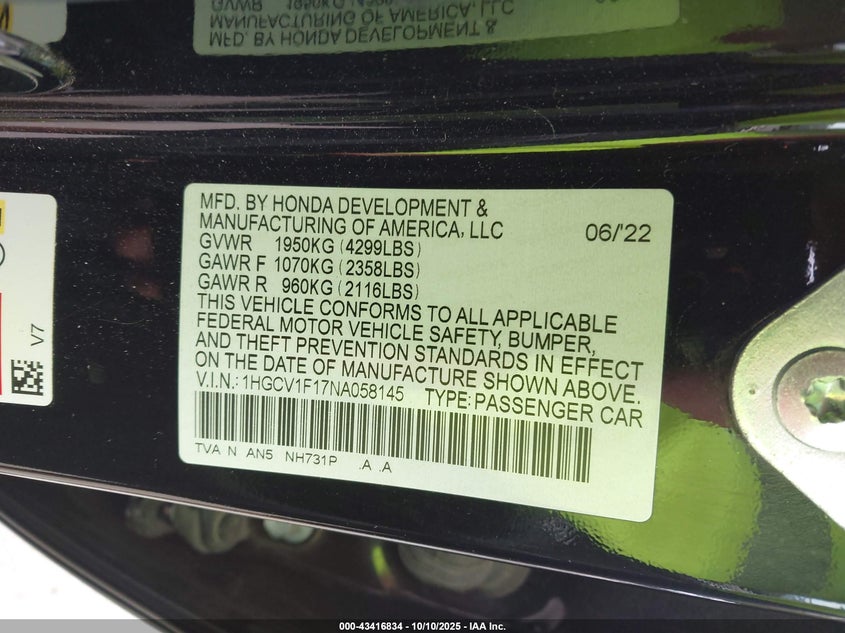 MFD. BY HONDA DEVELOPMENT &
MANUFACTURING OF AMERICA, LLC
MFD. BY HONDA DEVELOPMENT &
MANUFACTURING OF AMERICA, LLC 06/'22
GVWR 1950KG (4299LBS)
GAWR F 1070KG (2358LBS)
GAWR R 960KG (2116LBS)
THIS VEHICLE CONFORMS TO ALL APPLICABLE
FEDERAL MOTOR VEHICLE SAFETY, BUMPER,
AND THEFT PREVENTION STANDARDS IN EFFECT
ON THE DATE OF MANUFACTURE SHOWN ABOVE.
V.I.N.: 1HGCV1F17NA058145 TYPE: PASSENGER CAR
TVA N AN5 NH731P .A .A
V7
000-43416834 - 10/10/2025 - IAA Inc.